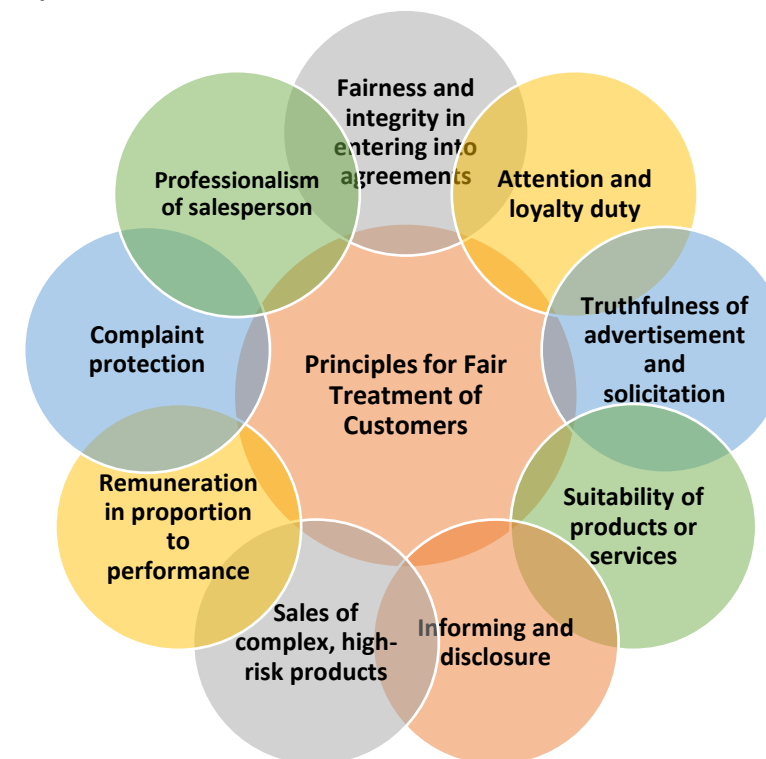 Fairness and
integrity in
entering into
agreements
Attention and
loyalty duty
Truthfulness of
advertisement
and
solicitation
Suitability of
products or
services
Informing and
disclosure
Sales of
complex, high-
risk products
Remuneration
in proportion
to
performance
Complaint
protection
Professionalism
of salesperson
Principles for Fair
Treatment of
Customers